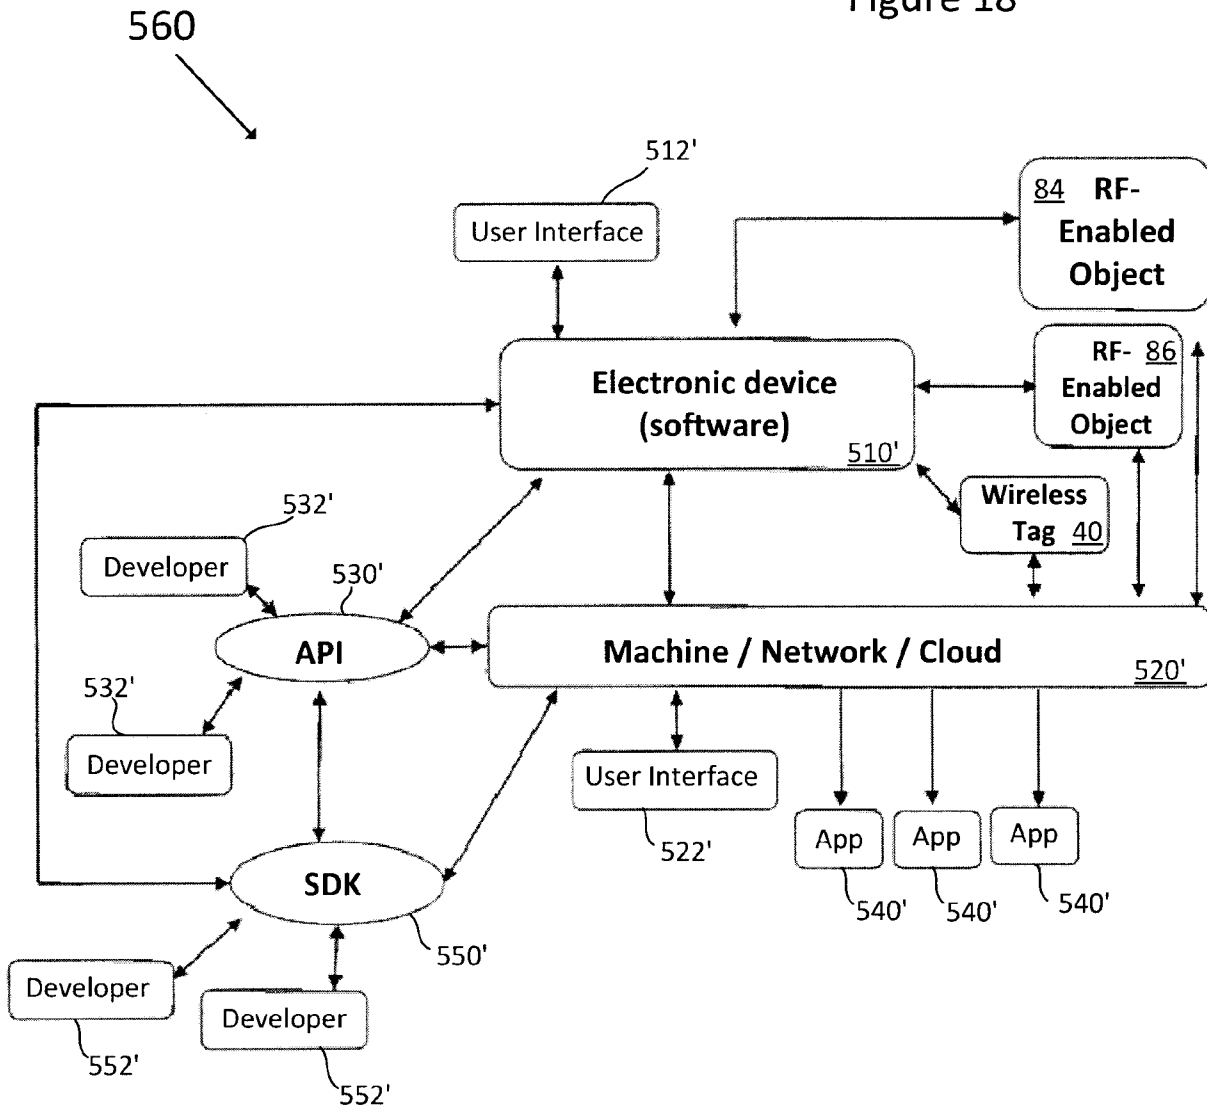 Figure 18
560
512'
User Interface
84 RF-
Enabled
Object
RF- 86
Enabled
Object
Electronic device
(software)
510'
Wireless
Tag 40
532'
Developer
530'
API
Machine / Network / Cloud
520'
532'
Developer
User Interface
522'
App
App
App
540'
540'
540'
SDK
550'
Developer
552'
Developer
552'